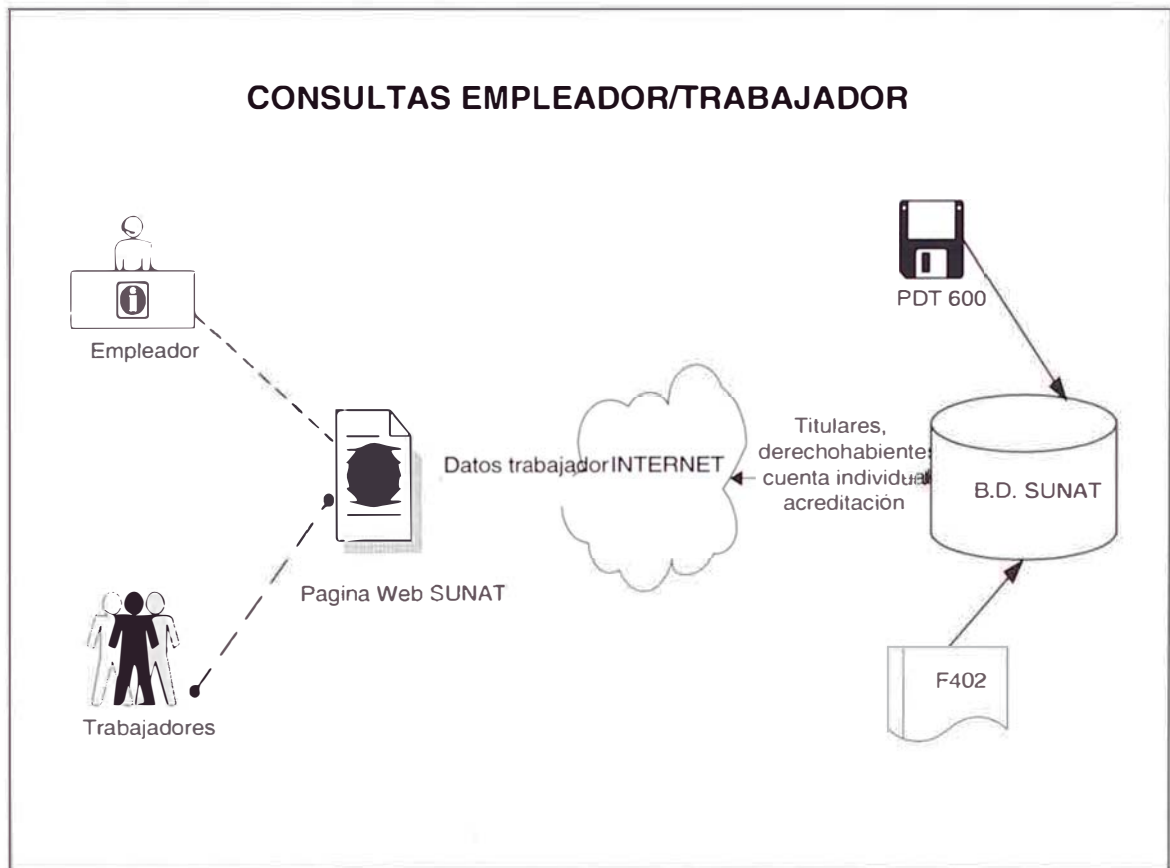 CONSULTAS EMPLEADOR/TRABAJADOR
Empleador
PDT 600
Titulares,
derechohabientes
cuenta individual
acreditación
Datos trabajador INTERNET
B.D. SUNAT
Pagina Web SUNAT
F402
Trabajadores